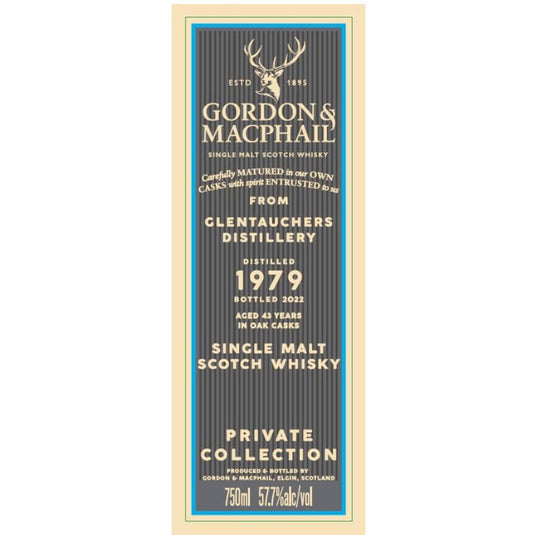 ESTD 1895
GORDON &
MACPHAIL
SINGLE MALT SCOTCH WHISKY
Carefully MATURED in our OWN
CASKS with spirit ENTRUSTED to us
FROM
GLENTAUCHERS
DISTILLERY
DISTILLED
1979
BOTTLED 2022
AGED 43 YEARS
IN OAK CASKS
SINGLE MALT
SCOTCH WHISKY
PRIVATE
COLLECTION
PRODUCED & BOTTLED BY
GORDON & MACPHAIL, ELGIN, SCOTLAND
750ml 57.7%alc/vol